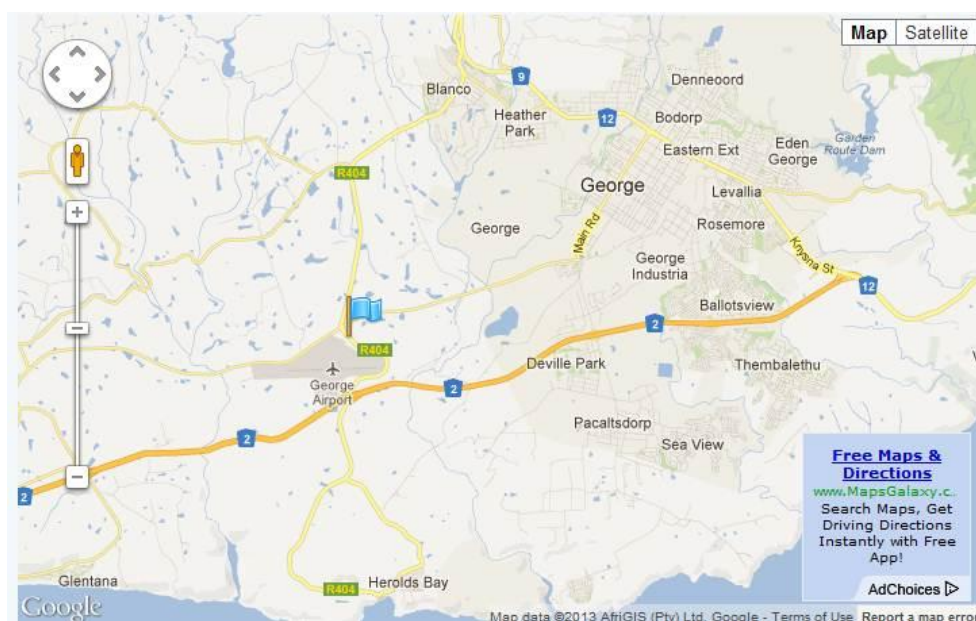 Map Satellite
Denneoord
9
Blanco
Heather
Park
12
Bodorp
Eastern Ext
Eden
George
Garden
Route Dam
R404
George
Levallia
George
Rosemore
Main Rd
Knysna St
George
Industria
12
Ballotsview
2
R404
Deville Park
Thembalethu
George
Airport
2
Pacaltsdorp
Sea View
2
2
Free Maps &
Directions
www.MapsGalaxy.c..
Search Maps, Get
Driving Directions
Instantly with Free
App!
AdChoices
Glentana
R404
Herolds Bay
Google
Map data ©2013 AfriGIS (Pty) Ltd, Google - Terms of Use Report a map erro